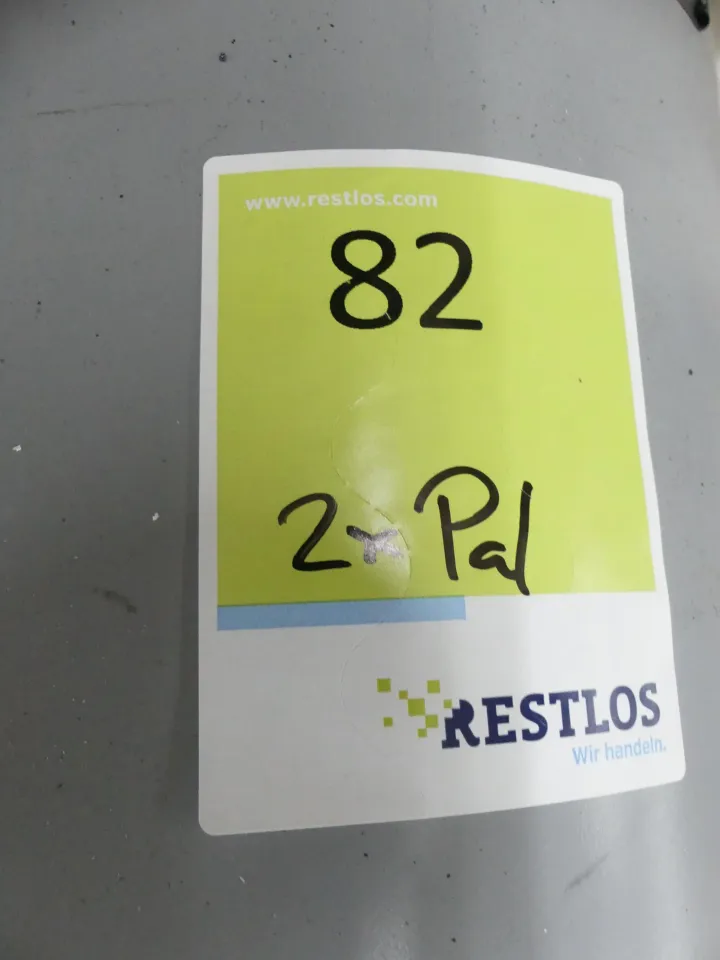 www.restlos.com
82
2x Pal
RESTLOS
Wir handeln.